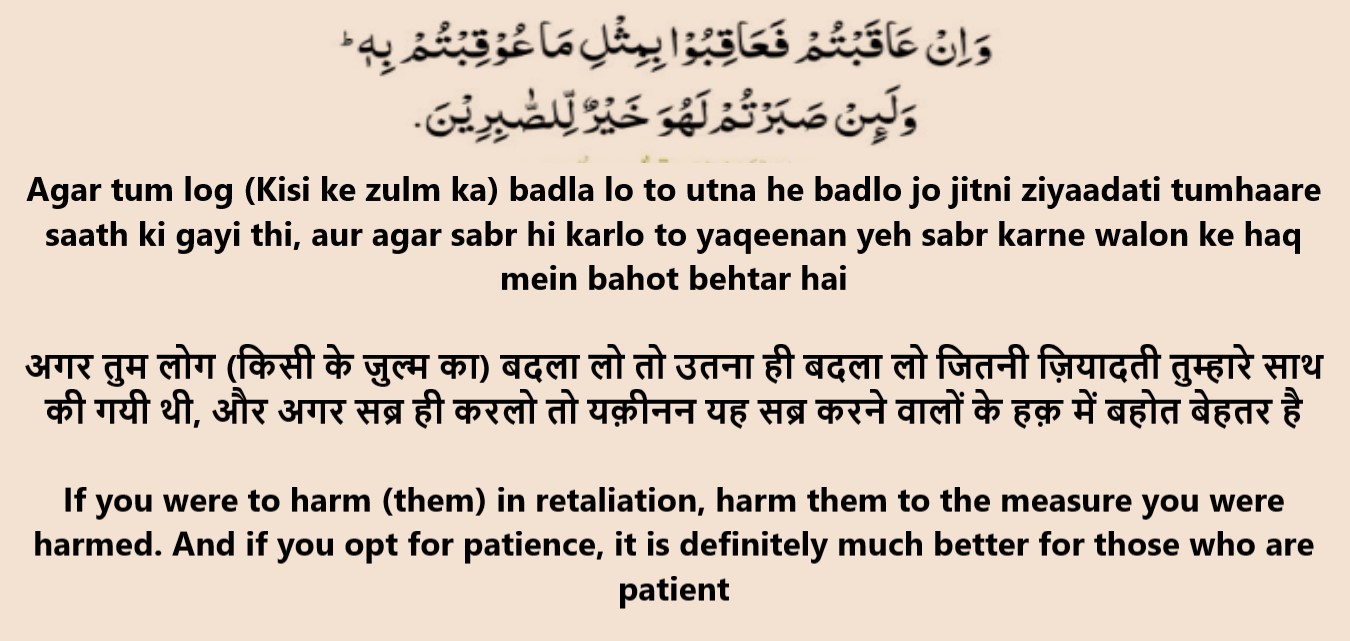 وَاِنْ عَاقَبْتُمْ فَعَاقِبُوْا بِمِثْلِ مَا عُوْقِبْتُمْ بِهٖ ؕ
وَلَىِٕنْ صَبَرْتُمْ لَهُوَ خَيْرٌ لِّلصّٰبِرِيْنَ.
Agar tum log (Kisi ke zulm ka) badla lo to utna he badlo jo jitni ziyaadati tumhaare
saath ki gayi thi, aur agar sabr hi karlo to yaqeenan yeh sabr karne walon ke haq
mein bahot behtar hai
अगर तुम लोग (किसी के ज़ुल्म का) बदला लो तो उतना ही बदला लो जितनी ज़ियादती तुम्हारे साथ
की गयी थी, और अगर सब्र ही करलो तो यक़ीनन यह सब्र करने वालों के हक़ में बहोत बेहतर है
If you were to harm (them) in retaliation, harm them to the measure you were
harmed. And if you opt for patience, it is definitely much better for those who are
patient